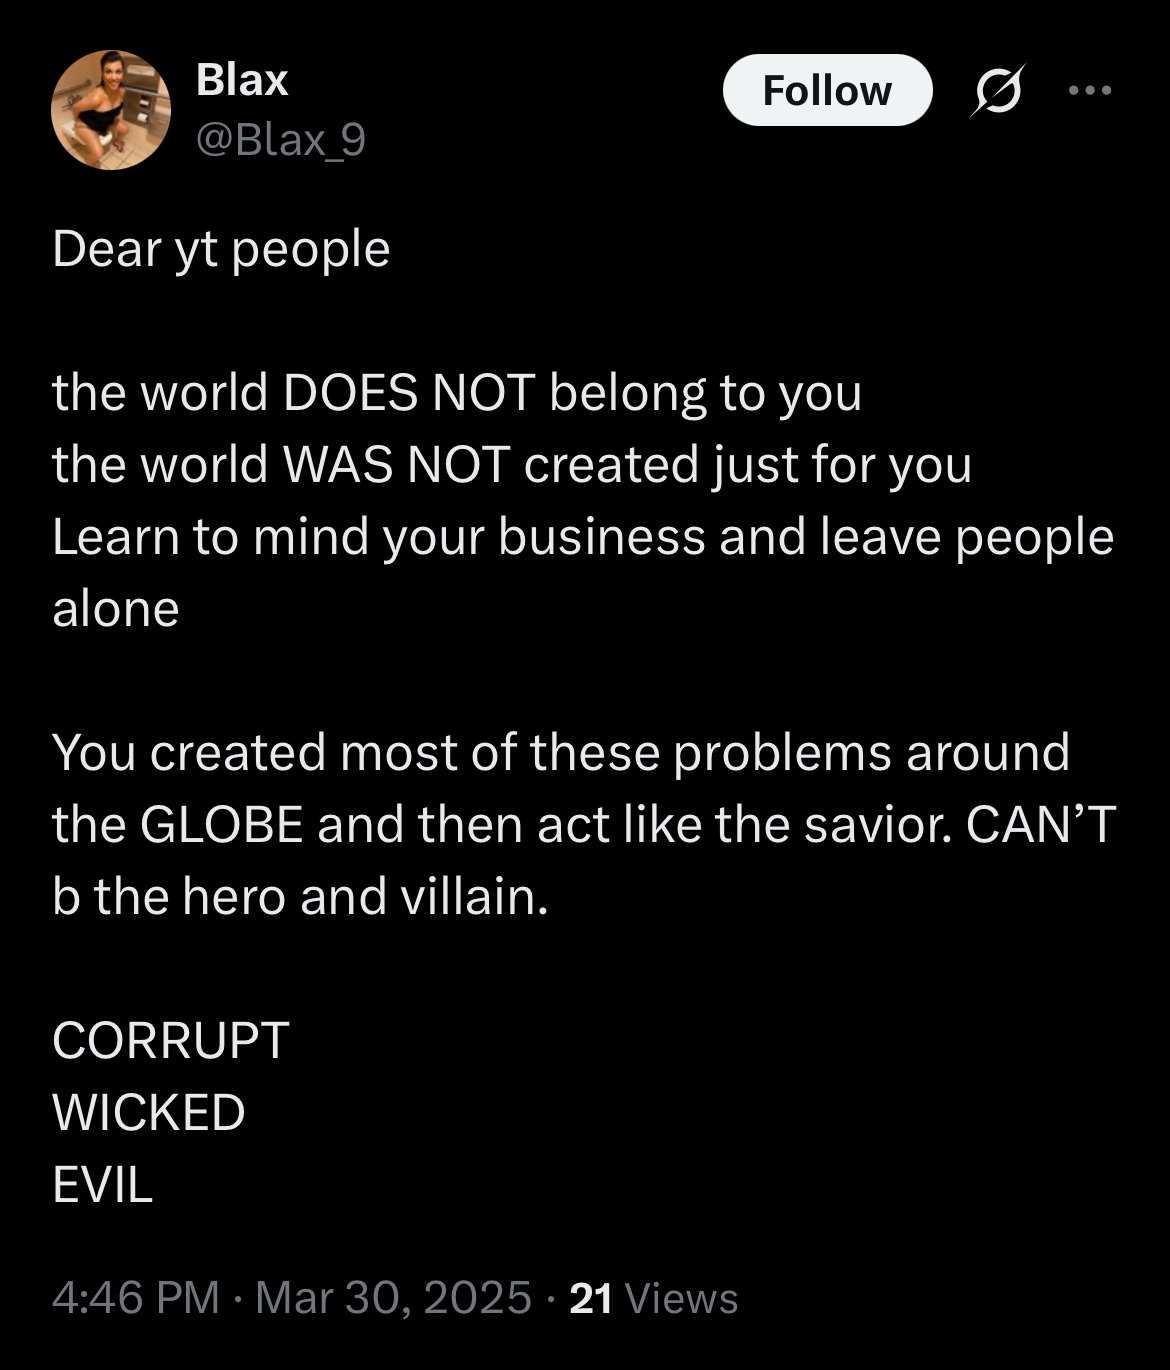 Blax
@Blax_9
Follow
Dear yt people
the world DOES NOT belong to you
the world WAS NOT created just for you
Learn to mind your business and leave people
alone
You created most of these problems around
the GLOBE and then act like the savior. CAN’T
b the hero and villain.
CORRUPT
WICKED
EVIL
4:46 PM · Mar 30, 2025 · 21 Views